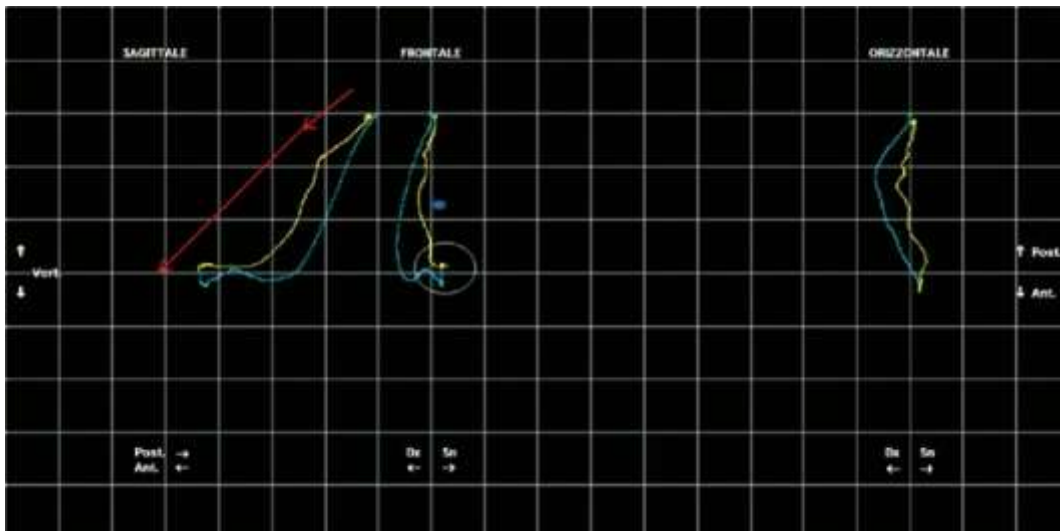 SAGITTALE
FRONTALE
ORIZZONTALE
Vert.
Post.
Ant.
Post. →
Ant. ←
Dx Sn
← →
Dx Sn
← →